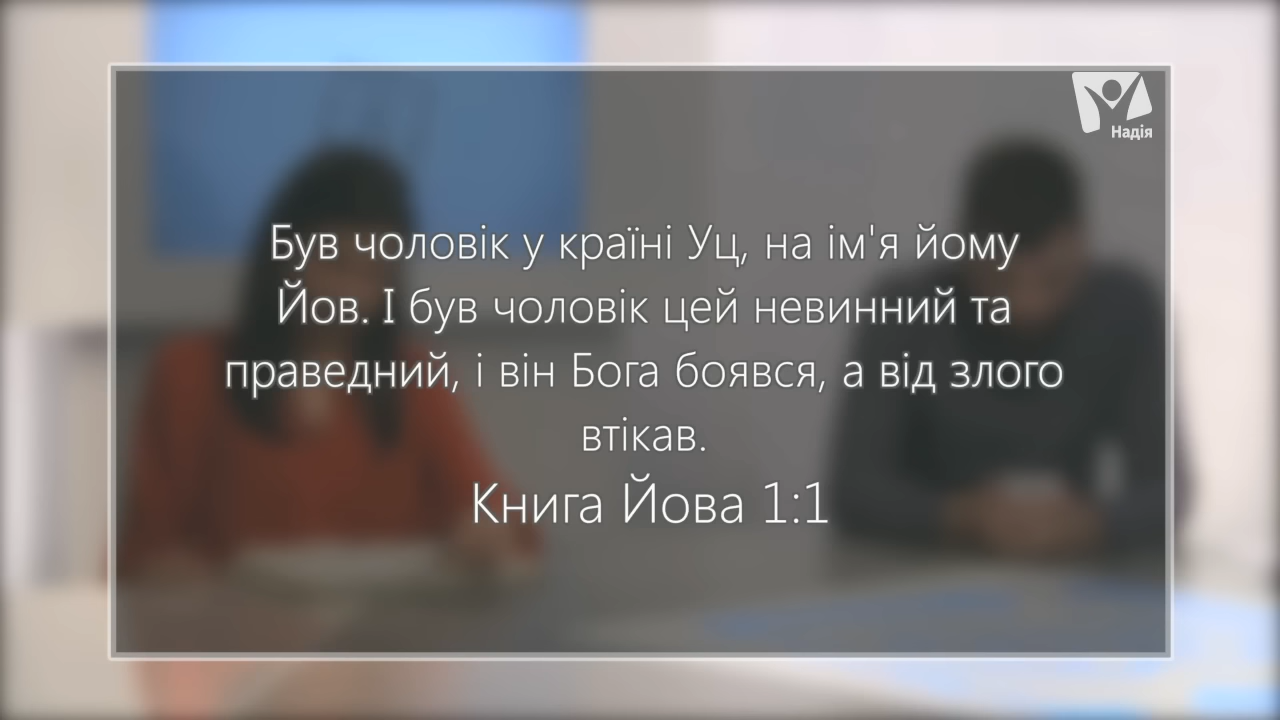 Надія
Був чоловік у країні Уц, на ім'я йому
Йов. І був чоловік цей невинний та
праведний, і він Бога боявся, а від злого
втікав.
Книга Йова 1:1